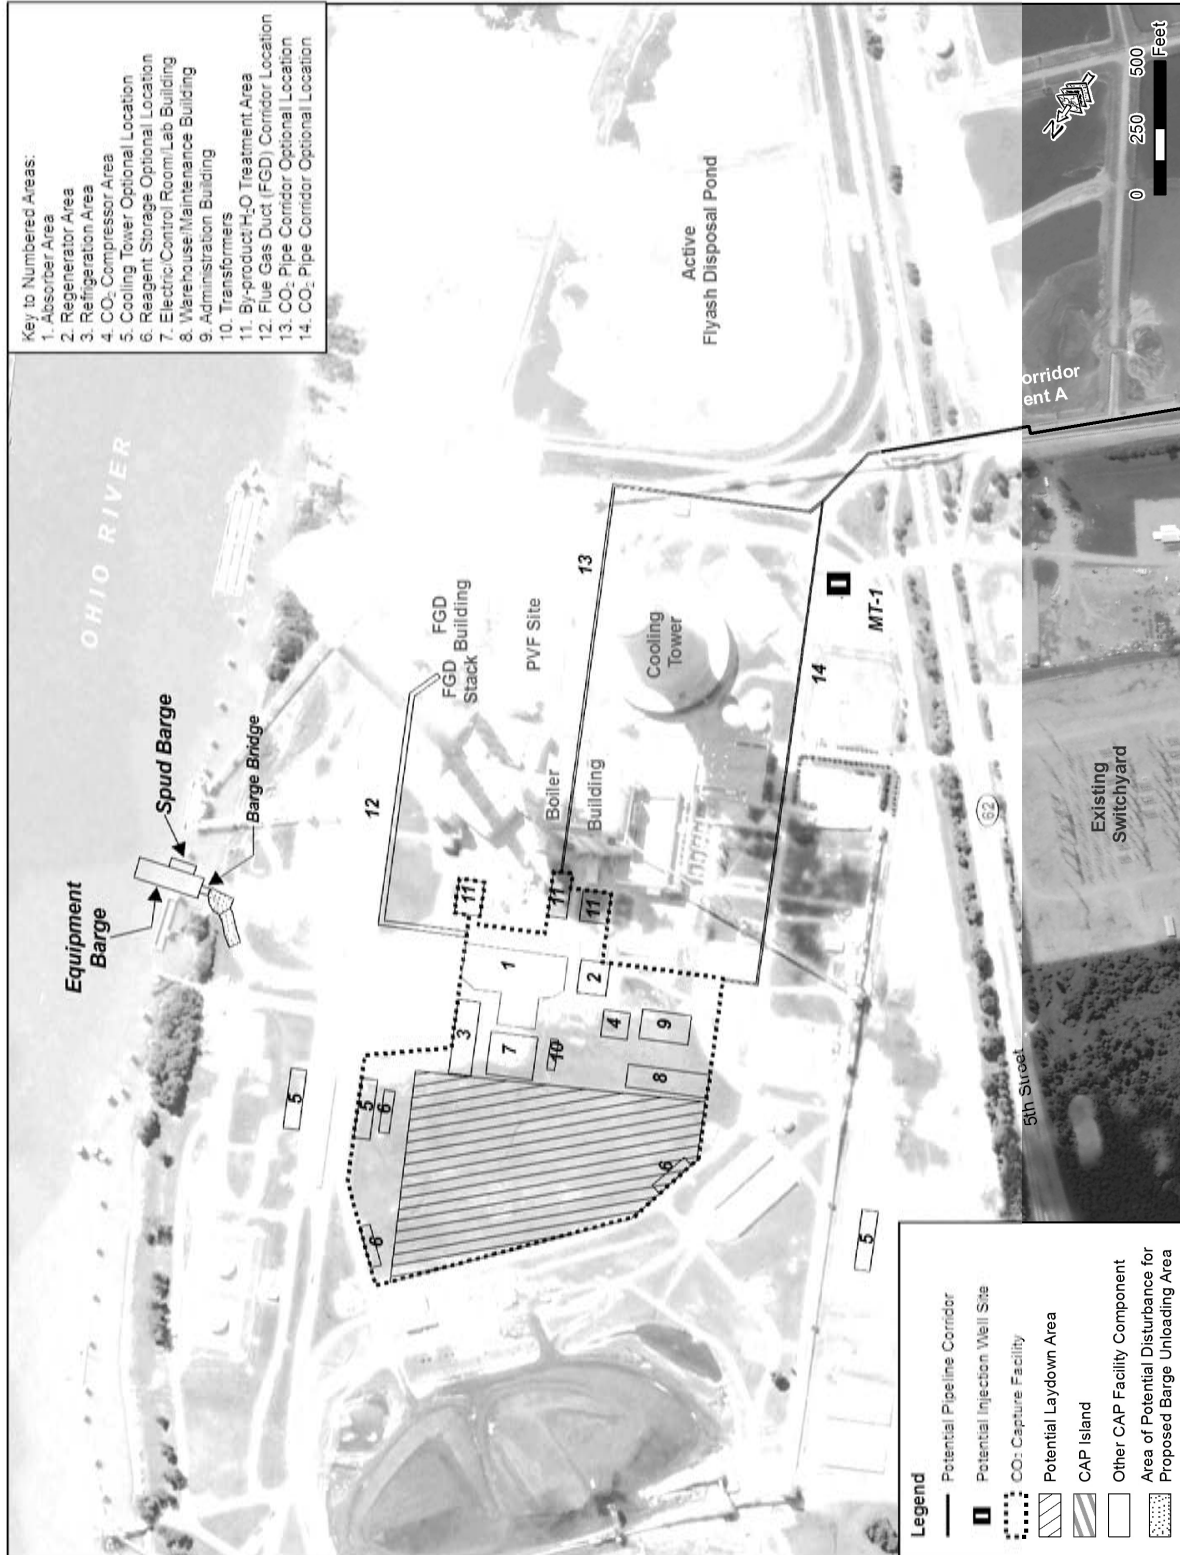 Key to Numbered Areas:
1. Absorber Area
2. Regenerator Area
3. Refrigeration Area
4. CO2 Compressor Area
5. Cooling Tower Optional Location
6. Reagent Storage Optional Location
7. Electric/Control Room/Lab Building
8. Warehouse/Maintenance Building
9. Administration Building
10. Transformers
11. By-product/H2O Treatment Area
12. Flue Gas Duct (FGD) Corridor Location
13. CO2 Pipe Corridor Optional Location
14. CO2 Pipe Corridor Optional Location
OHIO RIVER
Equipment
Barge
Spud Barge
Barge Bridge
12
FGD
Stack
FGD
Building
PVF Site
13
Active
Flyash Disposal Pond
Boiler
Building
Cooling
Tower
14
MT-1
11
11
11
1
2
3
4
5
5
5
6
6
6
7
8
9
10
62
5th Street
Existing
Switchyard
orridor
ent A
N
0 250 500
Feet
Legend
Potential Pipeline Corridor
Potential Injection Well Site
CO2 Capture Facility
Potential Laydown Area
CAP Island
Other CAP Facility Component
Area of Potential Disturbance for
Proposed Barge Unloading Area